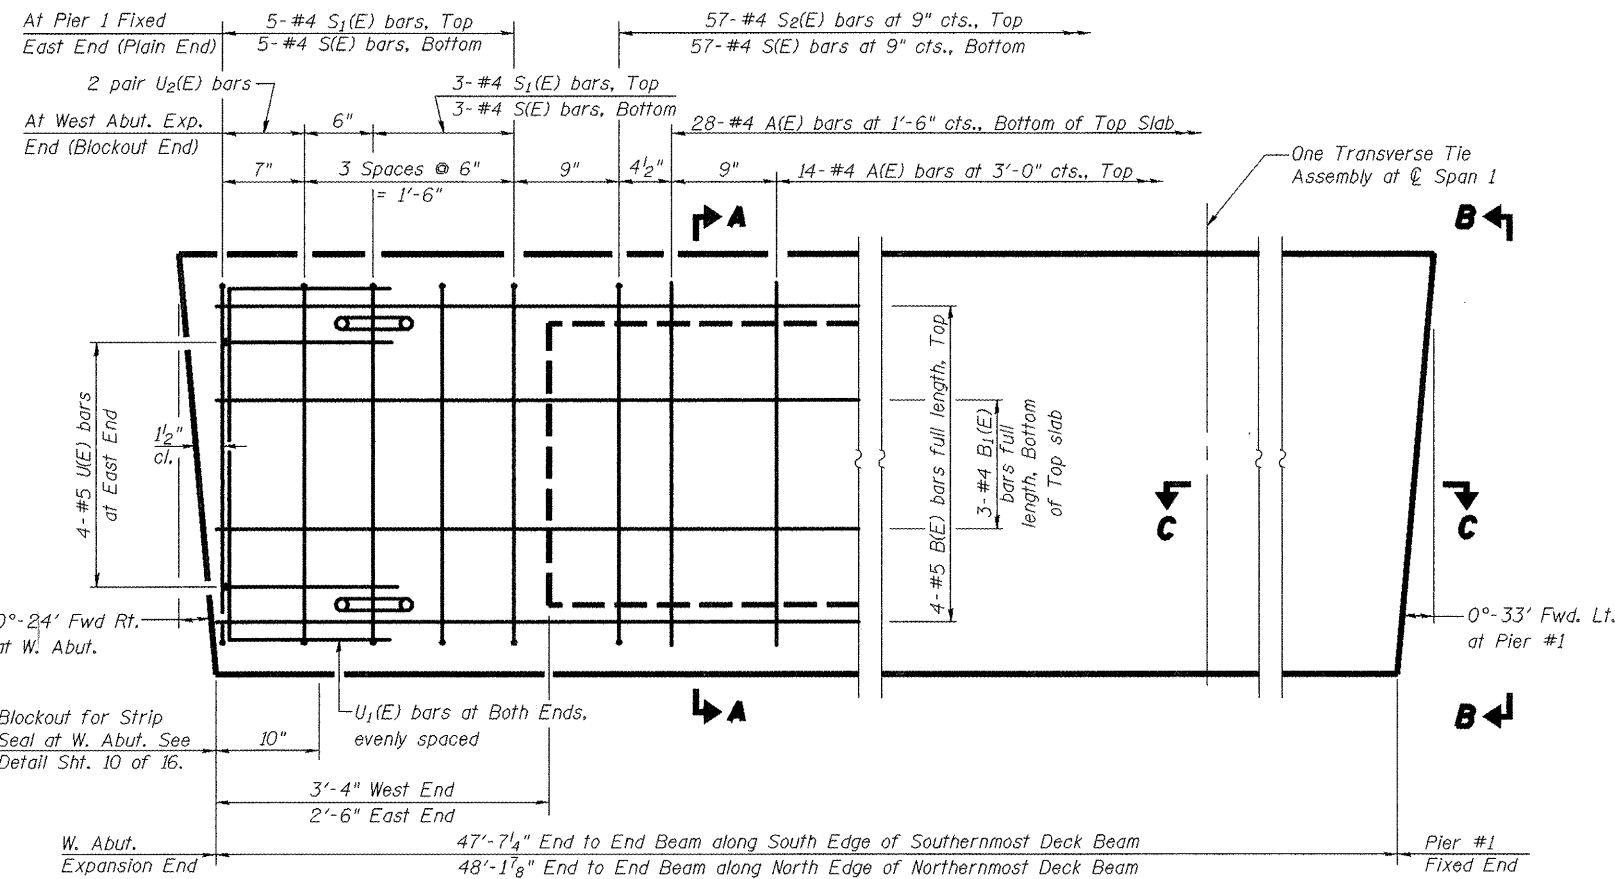 At Pier 1 Fixed
East End (Plain End)
5-#4 S₁(E) bars, Top
5-#4 S(E) bars, Bottom
57-#4 S₂(E) bars at 9" cts., Top
57-#4 S(E) bars at 9" cts., Bottom
2 pair U₂(E) bars
3-#4 S₁(E) bars, Top
3-#4 S(E) bars, Bottom
At West Abut. Exp.
End (Blockout End)
6"
28-#4 A(E) bars at 1'-6" cts., Bottom of Top Slab
7"
3 Spaces @ 6"
= 1'-6"
9"
4½"
9"
14-#4 A(E) bars at 3'-0" cts., Top
One Transverse Tie
Assembly at ℄ Span 1
A
B
4-#5 U(E) bars
at East End
1½"
cl.
4-#5 B(E) bars full length, Top
3-#4 B₁(E)
bars full
length, Bottom
of Top slab
C
C
0°-24' Fwd Rt.
at W. Abut.
0°-33' Fwd. Lt.
at Pier #1
A
B
Blockout for Strip
Seal at W. Abut. See
Detail Sht. 10 of 16.
10"
U₁(E) bars at Both Ends,
evenly spaced
3'-4" West End
2'-6" East End
W. Abut.
Expansion End
47'-7¼" End to End Beam along South Edge of Southernmost Deck Beam
48'-1⅞" End to End Beam along North Edge of Northernmost Deck Beam
Pier #1
Fixed End